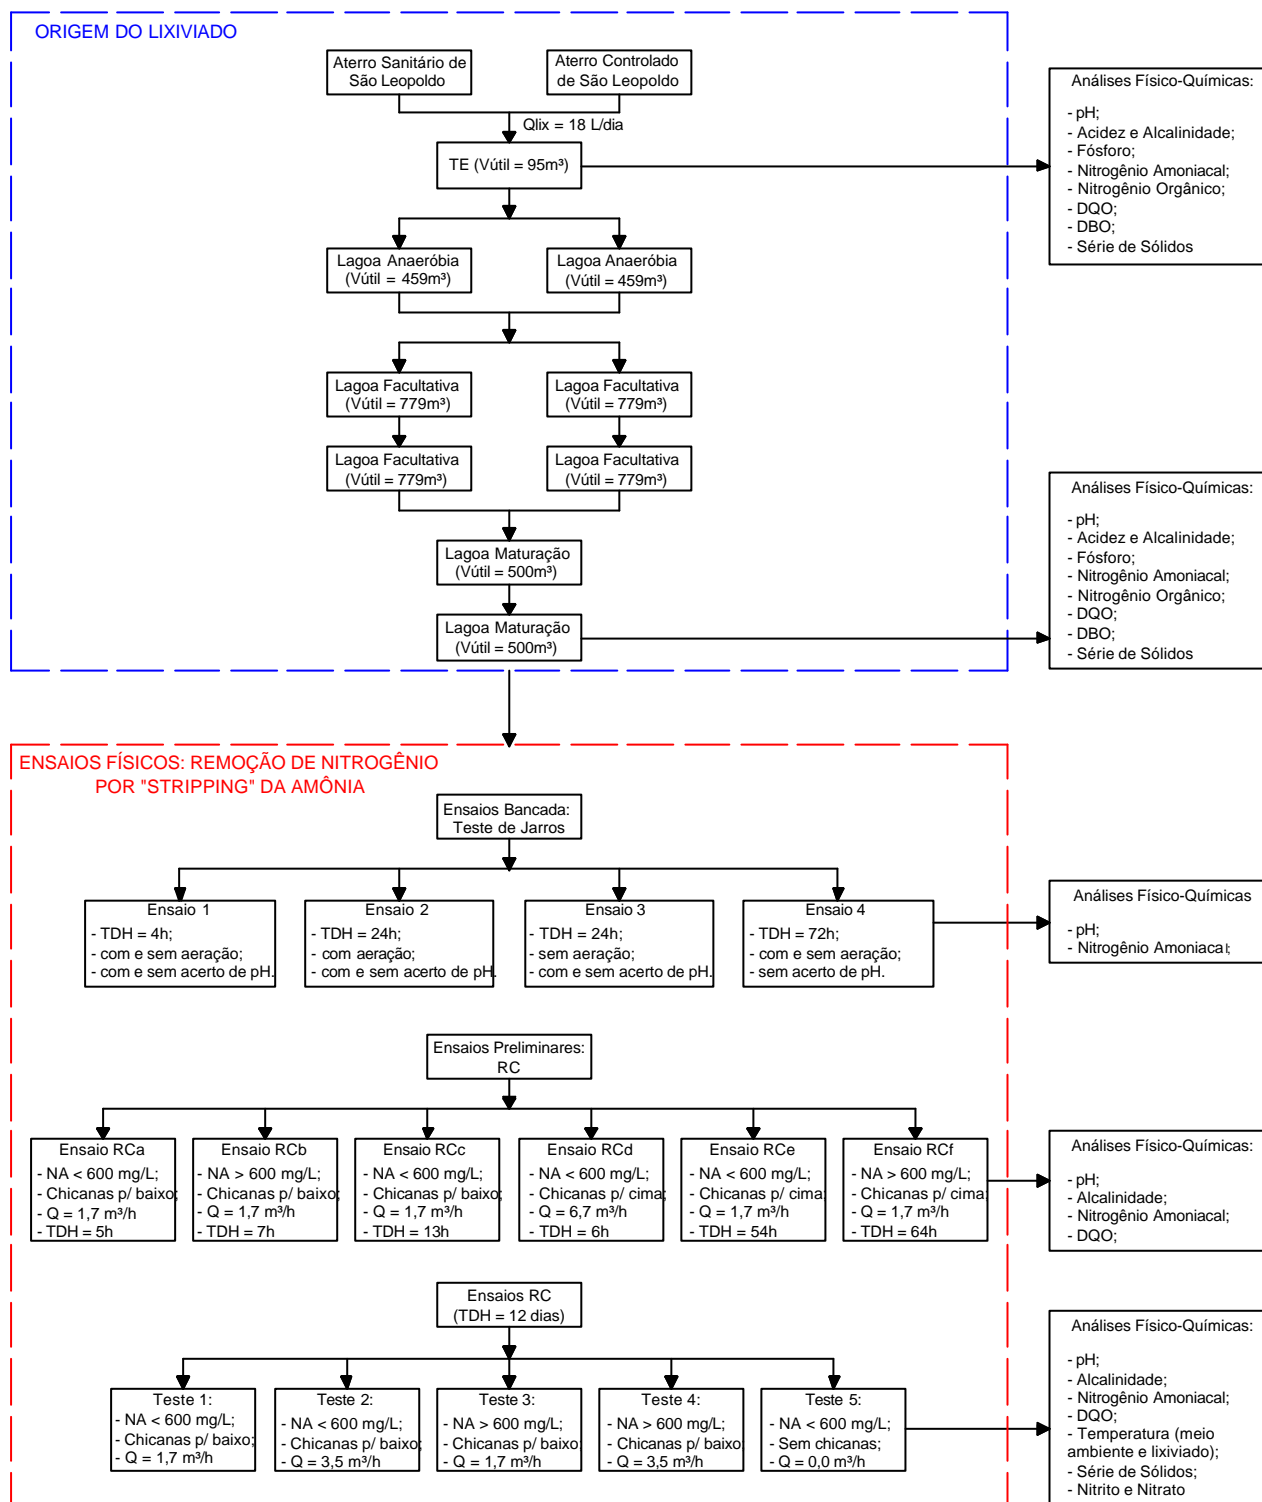 ORIGEM DO LIXIVIADO
Aterro Sanitário de
São Leopoldo
Aterro Controlado
de São Leopoldo
Qlix = 18 L/dia
TE (Vútil = 95m³)
Análises Físico-Químicas:
- pH;
- Acidez e Alcalinidade;
- Fósforo;
- Nitrogênio Amoniacal;
- Nitrogênio Orgânico;
- DQO;
- DBO;
- Série de Sólidos
Lagoa Anaeróbia
(Vútil = 459m³)
Lagoa Anaeróbia
(Vútil = 459m³)
Lagoa Facultativa
(Vútil = 779m³)
Lagoa Facultativa
(Vútil = 779m³)
Lagoa Facultativa
(Vútil = 779m³)
Lagoa Facultativa
(Vútil = 779m³)
Lagoa Maturação
(Vútil = 500m³)
Lagoa Maturação
(Vútil = 500m³)
Análises Físico-Químicas:
- pH;
- Acidez e Alcalinidade;
- Fósforo;
- Nitrogênio Amoniacal;
- Nitrogênio Orgânico;
- DQO;
- DBO;
- Série de Sólidos
ENSAIOS FÍSICOS: REMOÇÃO DE NITROGÊNIO
POR "STRIPPING" DA AMÔNIA
Ensaios Bancada:
Teste de Jarros
Ensaio 1
- TDH = 4h;
- com e sem aeração;
- com e sem acerto de pH.
Ensaio 2
- TDH = 24h;
- com aeração;
- com e sem acerto de pH.
Ensaio 3
- TDH = 24h;
- sem aeração;
- com e sem acerto de pH.
Ensaio 4
- TDH = 72h;
- com e sem aeração;
- sem acerto de pH.
Análises Físico-Químicas
- pH;
- Nitrogênio Amoniacal;
Ensaios Preliminares:
RC
Ensaio RCa
- NA < 600 mg/L;
- Chicanas p/ baixo;
- Q = 1,7 m³/h
- TDH = 5h
Ensaio RCb
- NA > 600 mg/L;
- Chicanas p/ baixo;
- Q = 1,7 m³/h
- TDH = 7h
Ensaio RCc
- NA < 600 mg/L;
- Chicanas p/ baixo;
- Q = 1,7 m³/h
- TDH = 13h
Ensaio RCd
- NA < 600 mg/L;
- Chicanas p/ cima;
- Q = 6,7 m³/h
- TDH = 6h
Ensaio RCe
- NA < 600 mg/L;
- Chicanas p/ cima;
- Q = 1,7 m³/h
- TDH = 54h
Ensaio RCf
- NA > 600 mg/L;
- Chicanas p/ cima;
- Q = 1,7 m³/h
- TDH = 64h
Análises Físico-Químicas:
- pH;
- Alcalinidade;
- Nitrogênio Amoniacal;
- DQO;
Ensaios RC
(TDH = 12 dias)
Teste 1:
- NA < 600 mg/L;
- Chicanas p/ baixo;
- Q = 1,7 m³/h
Teste 2:
- NA < 600 mg/L;
- Chicanas p/ baixo;
- Q = 3,5 m³/h
Teste 3:
- NA > 600 mg/L;
- Chicanas p/ baixo;
- Q = 1,7 m³/h
Teste 4:
- NA > 600 mg/L;
- Chicanas p/ baixo;
- Q = 3,5 m³/h
Teste 5:
- NA < 600 mg/L;
- Sem chicanas;
- Q = 0,0 m³/h
Análises Físico-Químicas:
- pH;
- Alcalinidade;
- Nitrogênio Amoniacal;
- DQO;
- Temperatura (meio
ambiente e lixiviado);
- Série de Sólidos;
- Nitrito e Nitrato